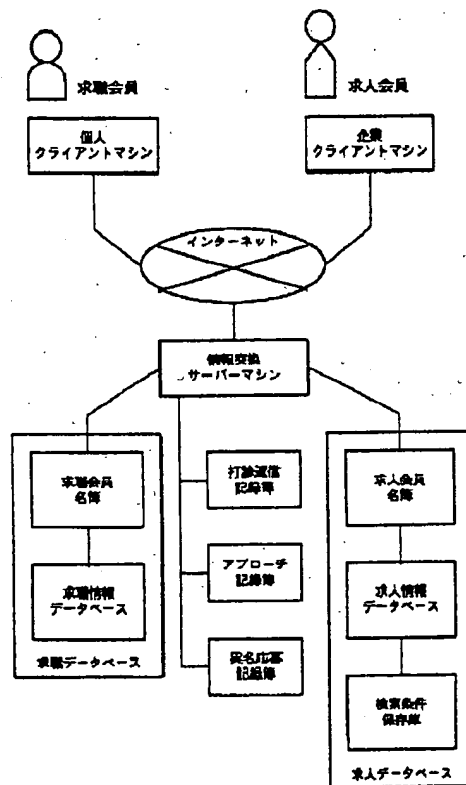 求職会員
求人会員
個人
クライアントマシン
企業
クライアントマシン
インターネット
情報交換
サーバーマシン
求職会員
名簿
打診返信
記録簿
求人会員
名簿
求職情報
データベース
アプローチ
記録簿
求人情報
データベース
求職データベース
匿名応募
記録簿
検索条件
保存庫
求人データベース